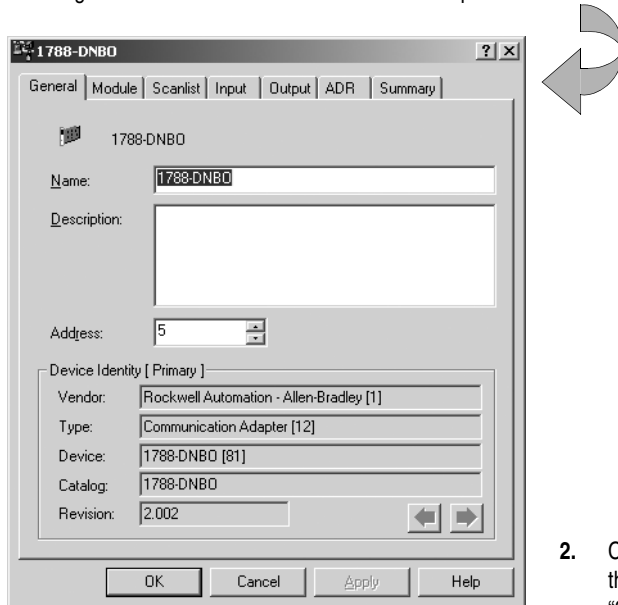 1788-DNBO
General Module Scanlist Input Output ADR Summary
1788-DNBO
Name: 1788-DNBO
Description:
Address: 5
Device Identity [ Primary ]
Vendor: Rockwell Automation - Allen-Bradley [1]
Type: Communication Adapter [12]
Device: 1788-DNBO [81]
Catalog: 1788-DNBO
Revision: 2.002
OK Cancel Apply Help
2.